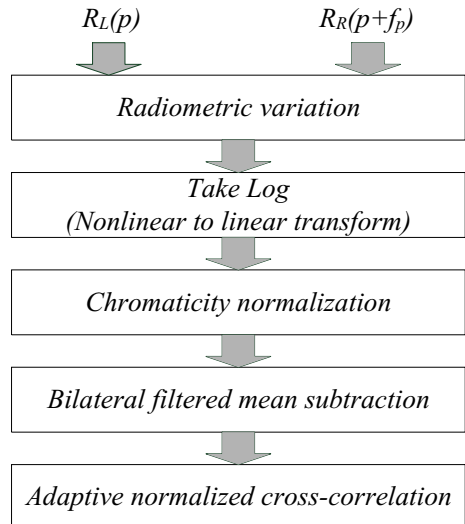 R_L(p) R_R(p+f_p)
Radiometric variation
Take Log
(Nonlinear to linear transform)
Chromaticity normalization
Bilateral filtered mean subtraction
Adaptive normalized cross-correlation